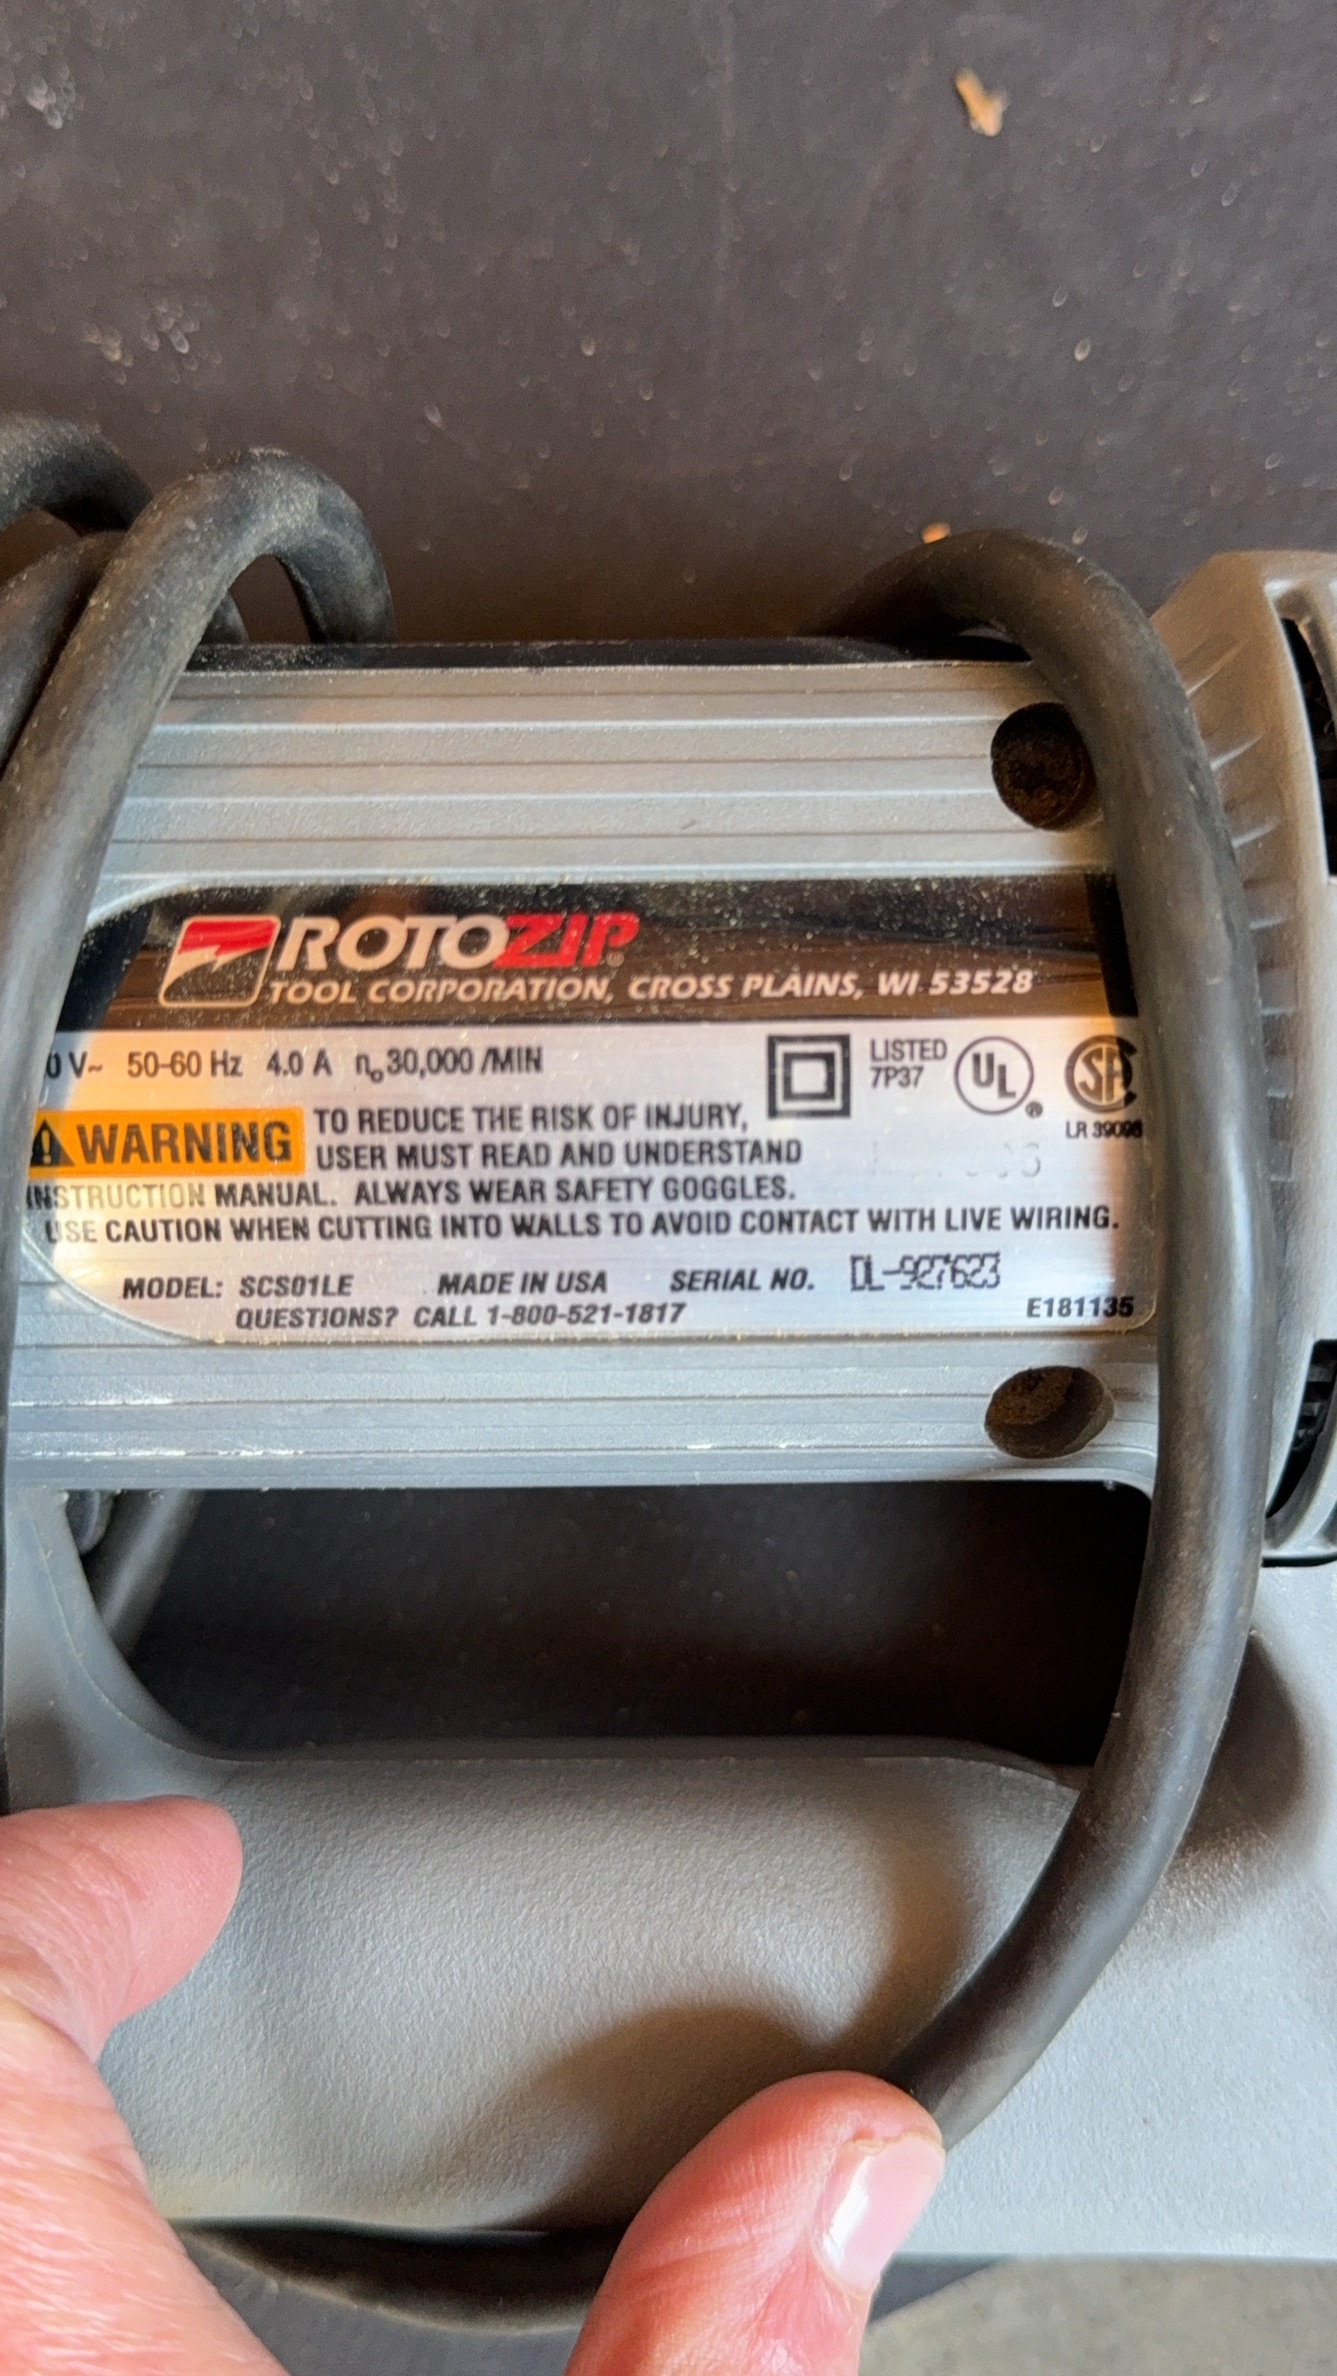 ROTOZIP®
TOOL CORPORATION, CROSS PLAINS, WI 53528
0 V~ 50-60 Hz 4.0 A no 30,000 /MIN
LISTED
7P37
UL ®
SA
LR 39098
WARNING
TO REDUCE THE RISK OF INJURY,
USER MUST READ AND UNDERSTAND
INSTRUCTION MANUAL. ALWAYS WEAR SAFETY GOGGLES.
USE CAUTION WHEN CUTTING INTO WALLS TO AVOID CONTACT WITH LIVE WIRING.
MODEL: SCS01LE MADE IN USA SERIAL NO. DL-927623
QUESTIONS? CALL 1-800-521-1817
E181135